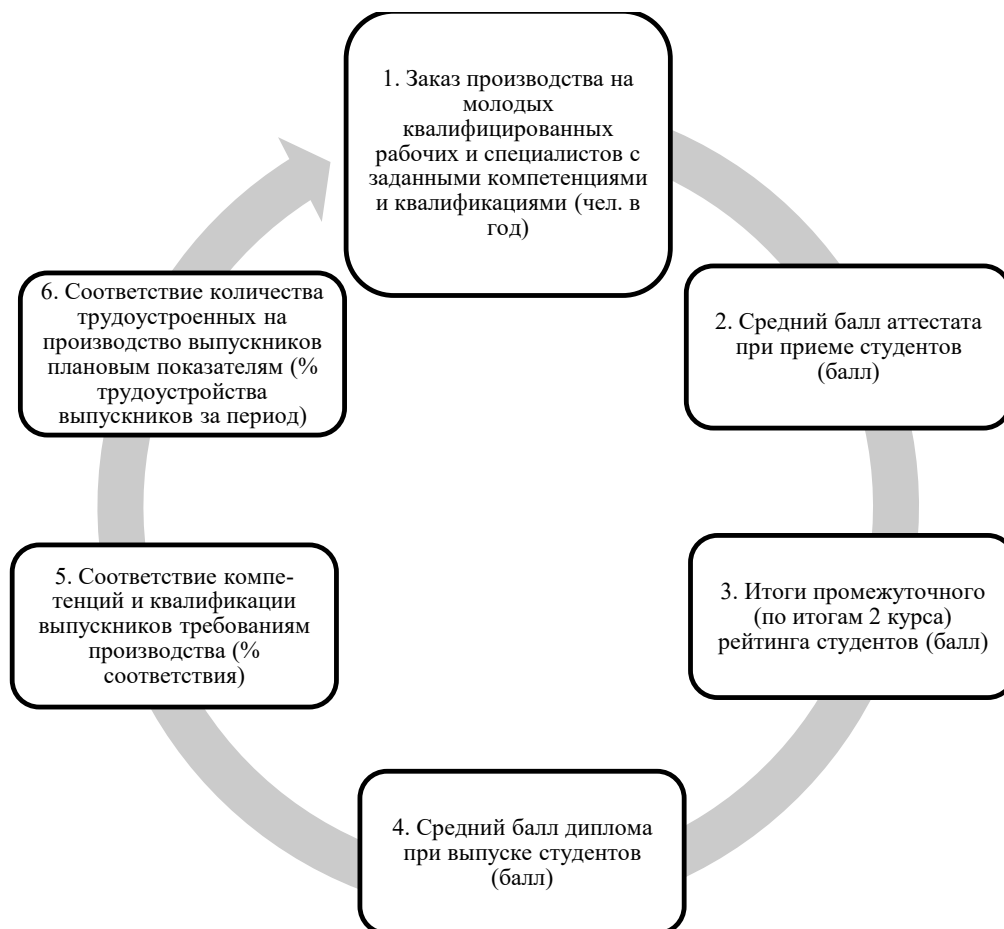 1. Заказ производства на
молодых
квалифицированных
рабочих и специалистов с
заданными компетенциями
и квалификациями (чел. в
год)
2. Средний балл аттестата
при приеме студентов
(балл)
3. Итоги промежуточного
(по итогам 2 курса)
рейтинга студентов (балл)
4. Средний балл диплома
при выпуске студентов
(балл)
5. Соответствие компе-
тенций и квалификации
выпускников требованиям
производства (%
соответствия)
6. Соответствие количества
трудоустроенных на
производство выпускников
плановым показателям (%
трудоустройства
выпускников за период)